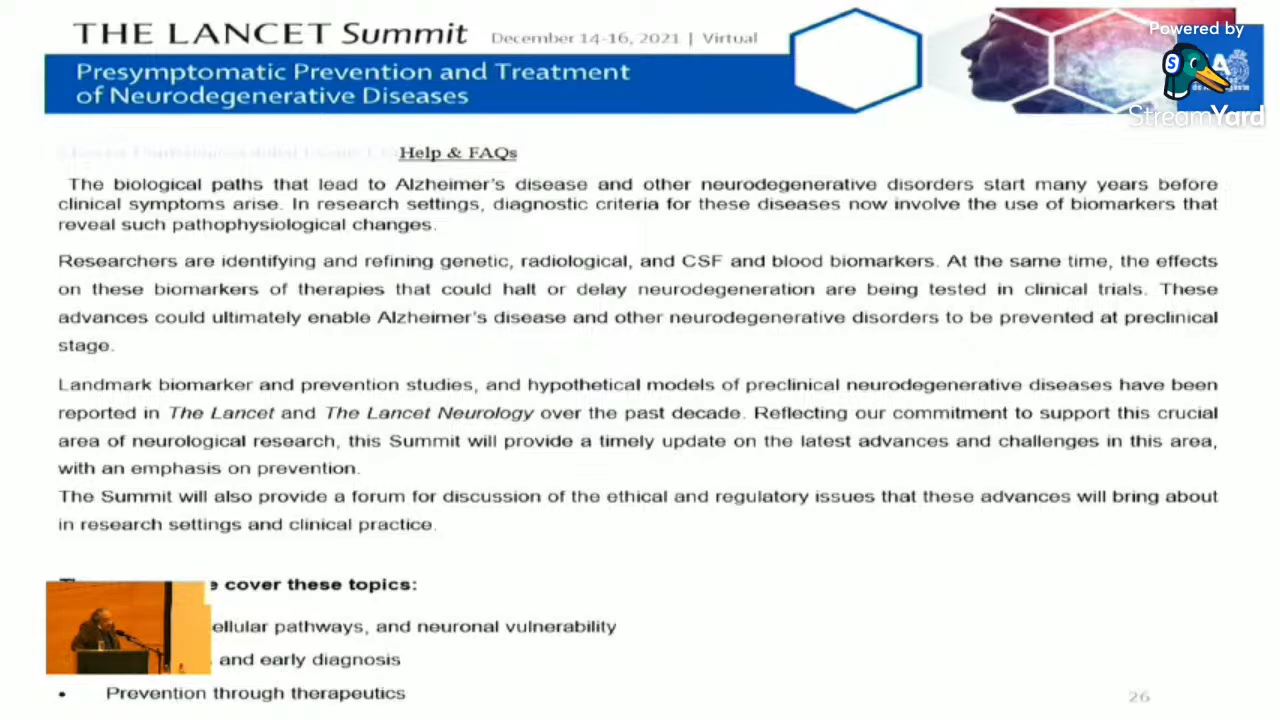 THE LANCET Summit December 14-16, 2021 | Virtual
Presymptomatic Prevention and Treatment
of Neurodegenerative Diseases
Powered by
StreamYard
Help & FAQs
The biological paths that lead to Alzheimer's disease and other neurodegenerative disorders start many years before
clinical symptoms arise. In research settings, diagnostic criteria for these diseases now involve the use of biomarkers that
reveal such pathophysiological changes.
Researchers are identifying and refining genetic, radiological, and CSF and blood biomarkers. At the same time, the effects
on these biomarkers of therapies that could halt or delay neurodegeneration are being tested in clinical trials. These
advances could ultimately enable Alzheimer's disease and other neurodegenerative disorders to be prevented at preclinical
stage.
Landmark biomarker and prevention studies, and hypothetical models of preclinical neurodegenerative diseases have been
reported in The Lancet and The Lancet Neurology over the past decade. Reflecting our commitment to support this crucial
area of neurological research, this Summit will provide a timely update on the latest advances and challenges in this area,
with an emphasis on prevention.
The Summit will also provide a forum for discussion of the ethical and regulatory issues that these advances will bring about
in research settings and clinical practice.
cover these topics:
ellular pathways, and neuronal vulnerability
and early diagnosis
• Prevention through therapeutics
26